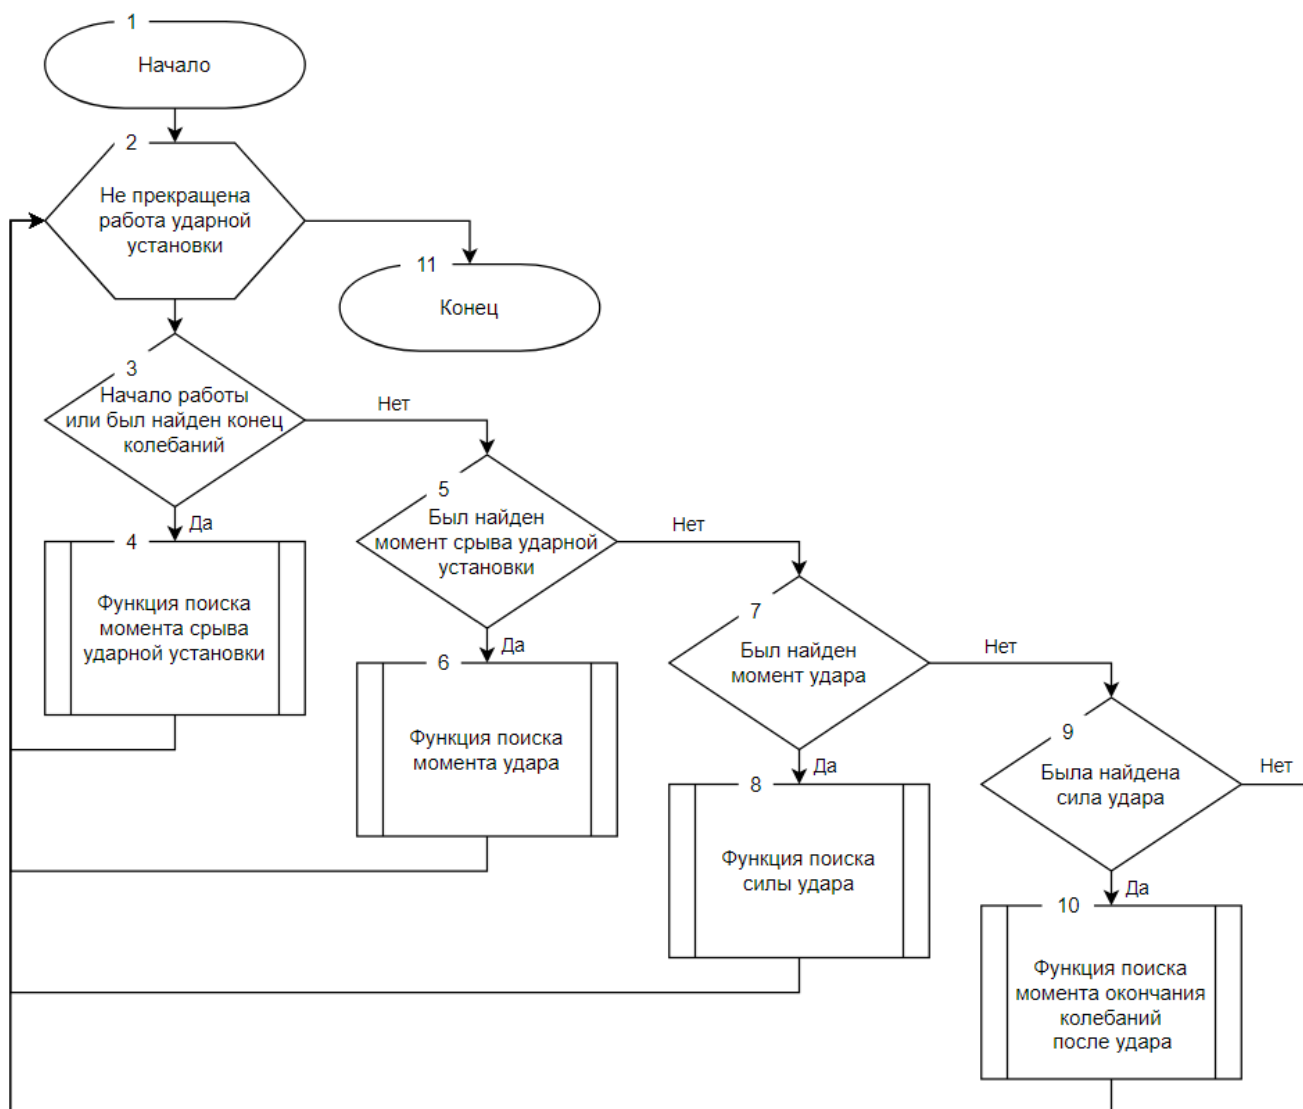 1
Начало
2
Не прекращена
работа ударной
установки
11
Конец
3
Начало работы
или был найден конец
колебаний
Нет
Да
4
Функция поиска
момента срыва
ударной установки
5
Был найден
момент срыва ударной
установки
Нет
Да
6
Функция поиска
момента удара
7
Был найден
момент удара
Нет
Да
8
Функция поиска
силы удара
9
Была найдена
сила удара
Нет
Да
10
Функция поиска
момента окончания
колебаний
после удара